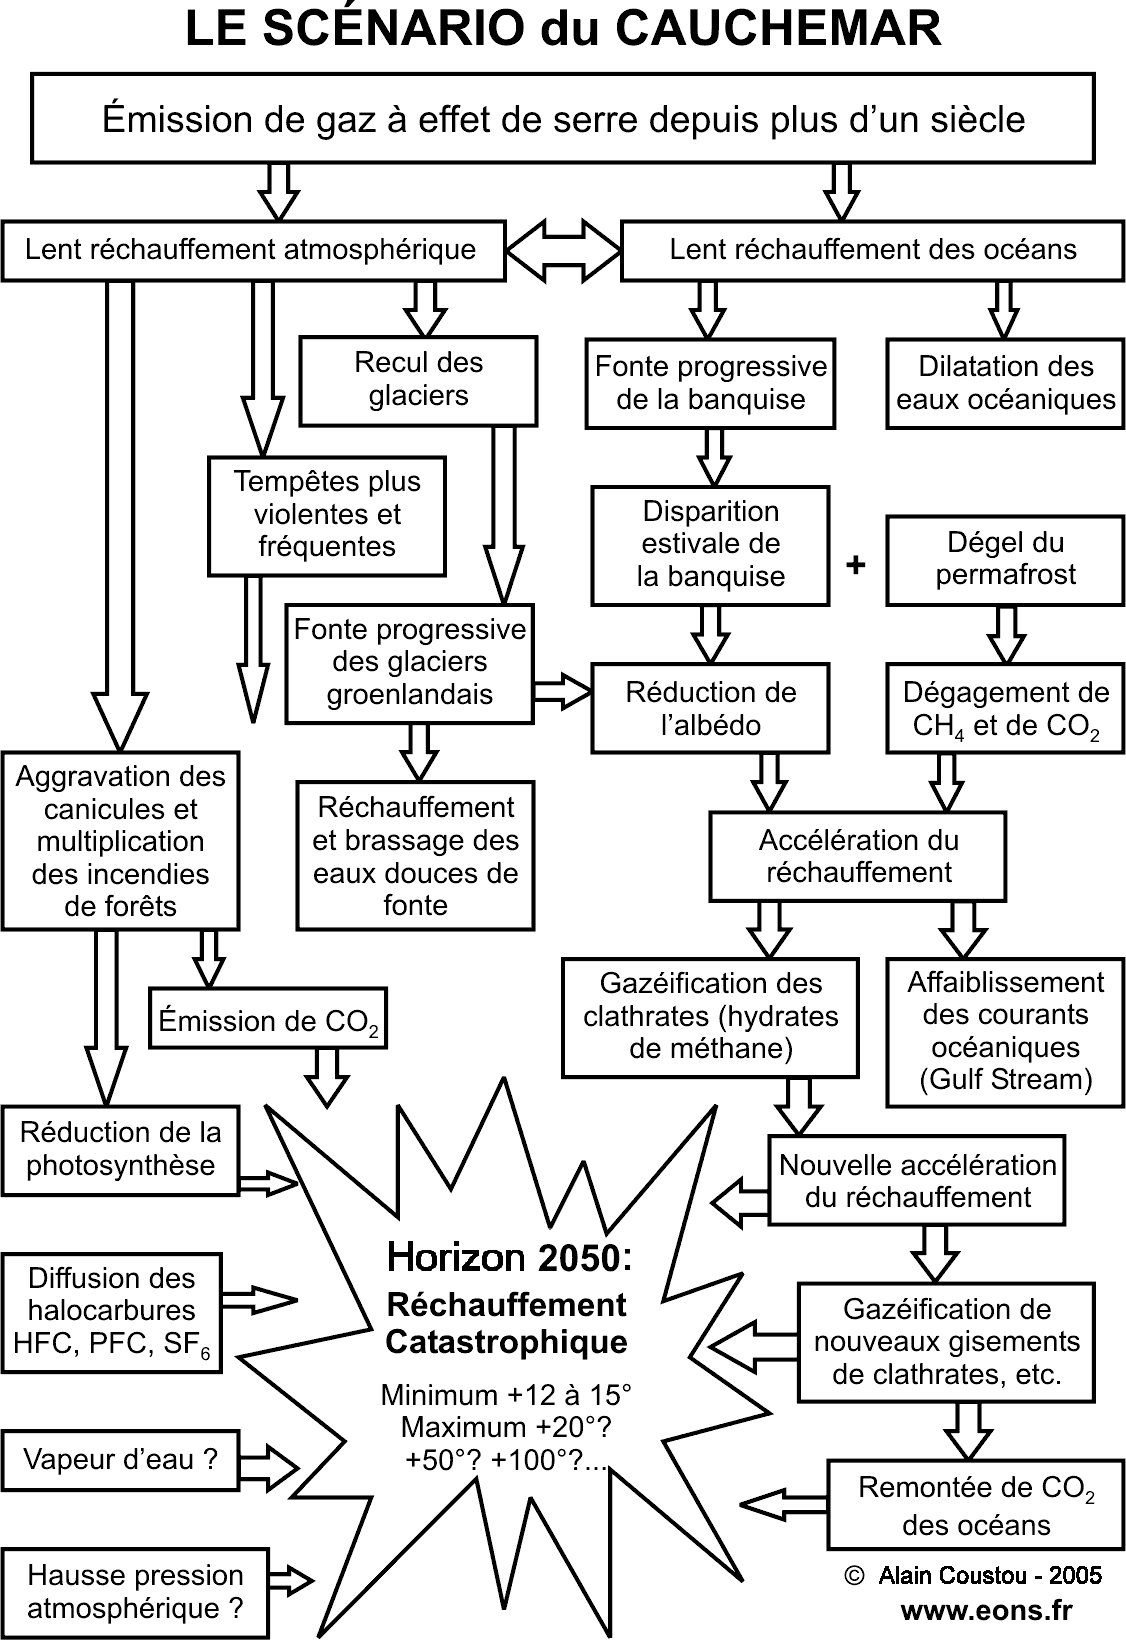 LE SCÉNARIO du CAUCHEMAR
Émission de gaz à effet de serre depuis plus d'un siècle
Lent réchauffement atmosphérique
Lent réchauffement des océans
Recul des
glaciers
Fonte progressive
de la banquise
Dilatation des
eaux océaniques
Tempêtes plus
violentes et
fréquentes
Disparition
estivale de
la banquise
+
Dégel du
permafrost
Fonte progressive
des glaciers
groenlandais
Réduction de
l'albédo
Dégagement de
CH4 et de CO2
Aggravation des
canicules et
multiplication
des incendies
de forêts
Réchauffement
et brassage des
eaux douces de
fonte
Accélération du
réchauffement
Émission de CO2
Gazéification des
clathrates (hydrates
de méthane)
Affaiblissement
des courants
océaniques
(Gulf Stream)
Réduction de la
photosynthèse
Nouvelle accélération
du réchauffement
Diffusion des
halocarbures
HFC, PFC, SF6
Horizon 2050:
Réchauffement
Catastrophique
Minimum +12 à 15°
Maximum +20°?
+50°? +100°?...
Gazéification de
nouveaux gisements
de clathrates, etc.
Vapeur d'eau ?
Remontée de CO2
des océans
Hausse pression
atmosphérique ?
© Alain Coustou - 2005
www.eons.fr